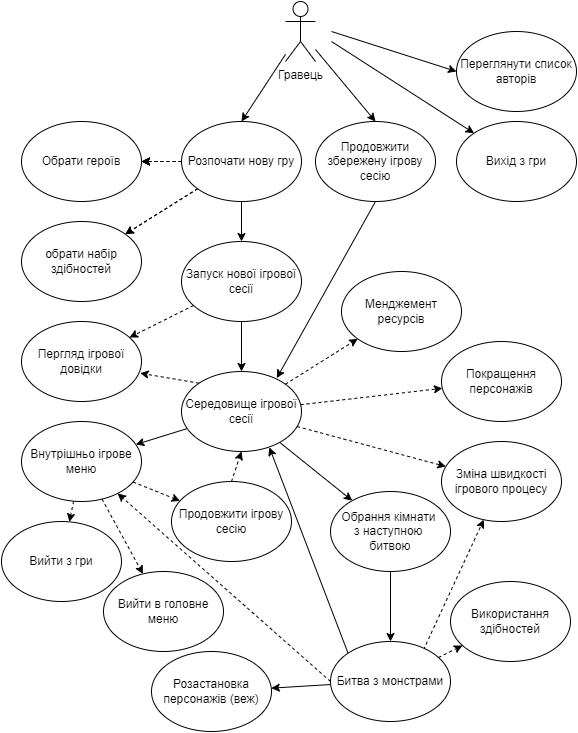 Гравець
Переглянути список
авторів
Обрати героїв
Розпочати нову гру
Продовжити
збережену ігрову
сесію
Вихід з гри
обрати набір
здібностей
Запуск нової ігрової
сесії
Менджемент
ресурсів
Пергляд ігрової
довідки
Покращення
персонажів
Середовище ігрової
сесії
Внутрішньо ігрове
меню
Зміна швидкості
ігрового процесу
Продовжити ігрову
сесію
Обрання кімнати
з наступною
битвою
Вийти з гри
Вийти в головне
меню
Використання
здібностей
Битва з монстрами
Розастановка
персонажів (веж)